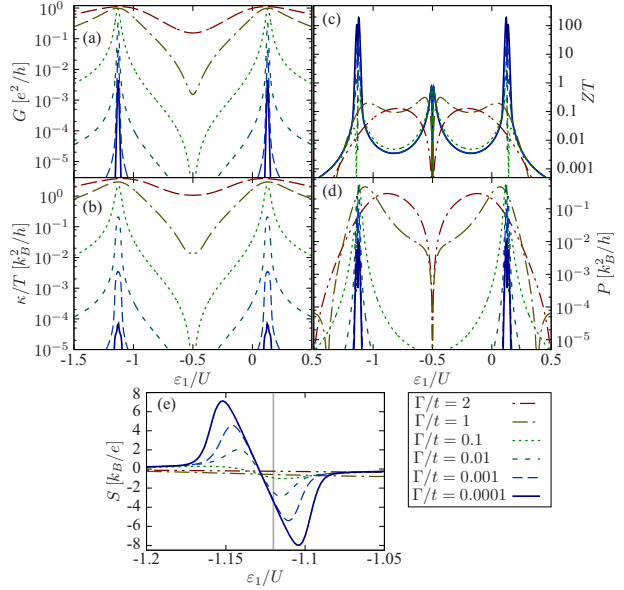 (a)
G [e²/h]
10⁰
10⁻¹
10⁻²
10⁻³
10⁻⁴
10⁻⁵
(c)
ZT
100
10
1
0.1
0.01
0.001
(b)
κ/T [k_B²/h]
10⁰
10⁻¹
10⁻²
10⁻³
10⁻⁴
10⁻⁵
-1.5 -1 -0.5 0 0.5
ε₁/U
(d)
P [k_B²/h]
10⁻¹
10⁻²
10⁻³
10⁻⁴
10⁻⁵
-1 -0.5 0 0.5
ε₁/U
(e)
S [k_B/e]
8
6
4
2
0
-2
-4
-6
-8
-1.2 -1.15 -1.1 -1.05
ε₁/U
Γ/t = 2
Γ/t = 1
Γ/t = 0.1
Γ/t = 0.01
Γ/t = 0.001
Γ/t = 0.0001